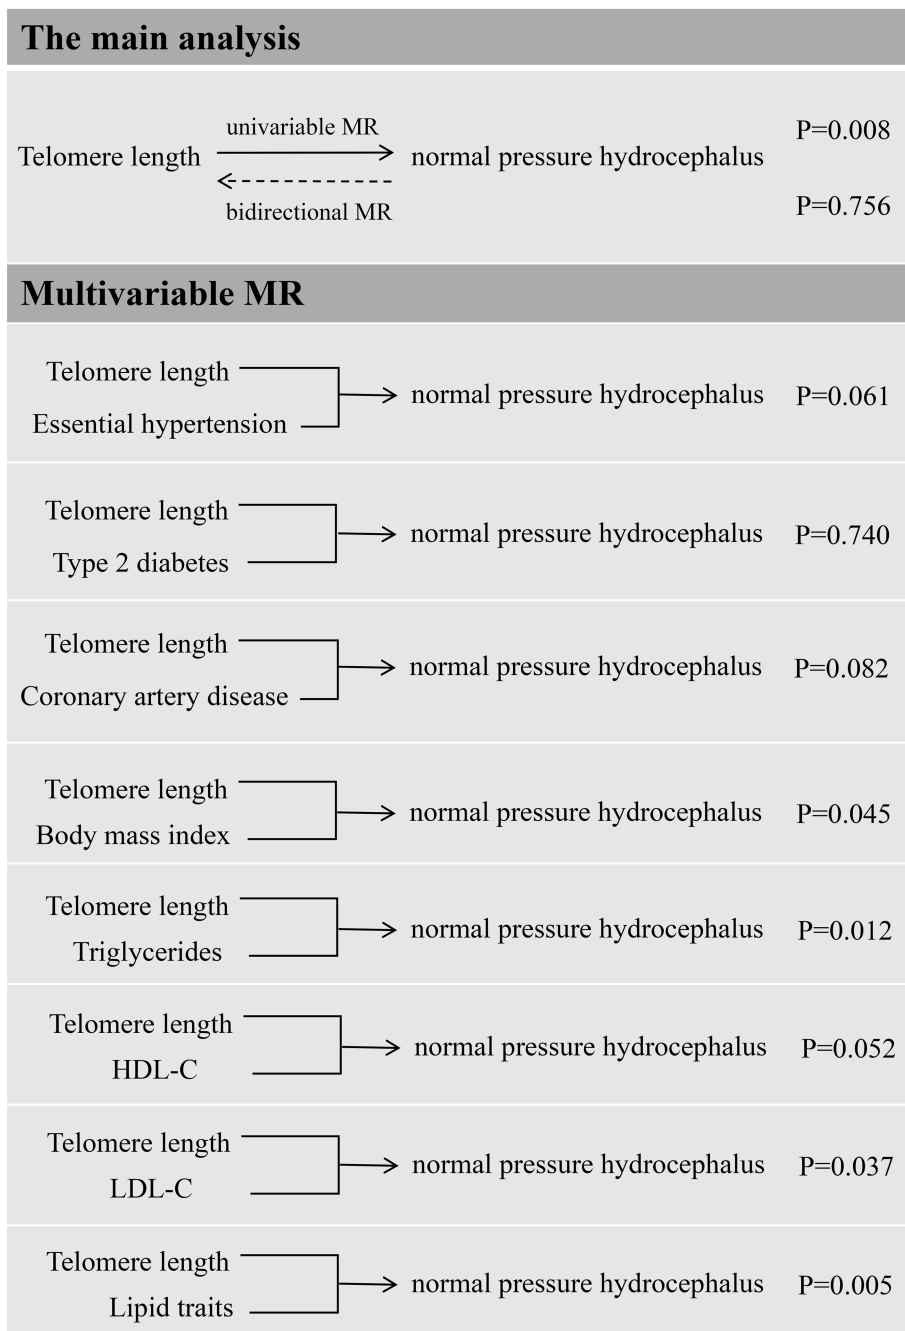 The main analysis
univariable MR
Telomere length normal pressure hydrocephalus P=0.008
bidirectional MR P=0.756
Multivariable MR
Telomere length
Essential hypertension
normal pressure hydrocephalus P=0.061
Telomere length
Type 2 diabetes
normal pressure hydrocephalus P=0.740
Telomere length
Coronary artery disease
normal pressure hydrocephalus P=0.082
Telomere length
Body mass index
normal pressure hydrocephalus P=0.045
Telomere length
Triglycerides
normal pressure hydrocephalus P=0.012
Telomere length
HDL-C
normal pressure hydrocephalus P=0.052
Telomere length
LDL-C
normal pressure hydrocephalus P=0.037
Telomere length
Lipid traits
normal pressure hydrocephalus P=0.005